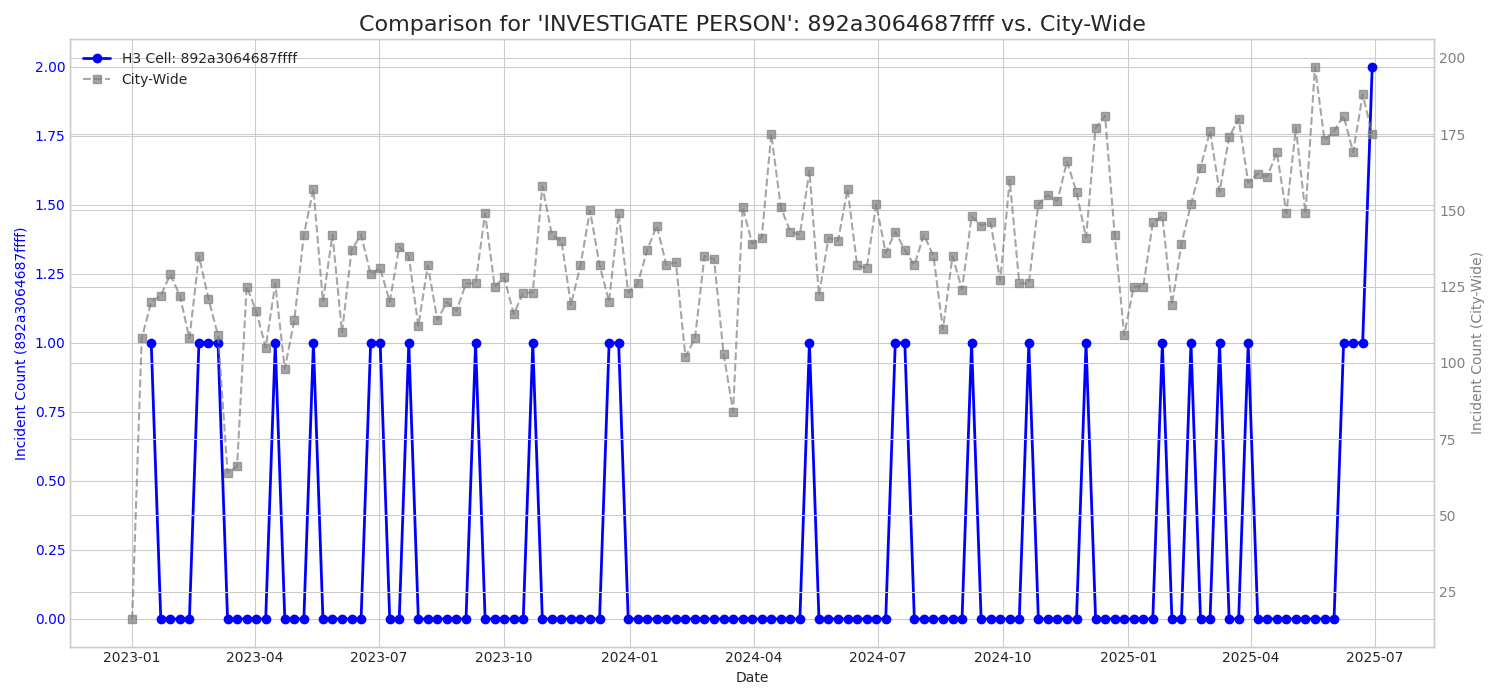 Comparison for 'INVESTIGATE PERSON': 892a3064687ffff vs. City-Wide
H3 Cell: 892a3064687ffff
City-Wide
Incident Count (892a3064687ffff)
2.00
1.75
1.50
1.25
1.00
0.75
0.50
0.25
0.00
200
175
150
125
100
75
50
25
Incident Count (City-Wide)
2023-01 2023-04 2023-07 2023-10 2024-01 2024-04 2024-07 2024-10 2025-01 2025-04 2025-07
Date